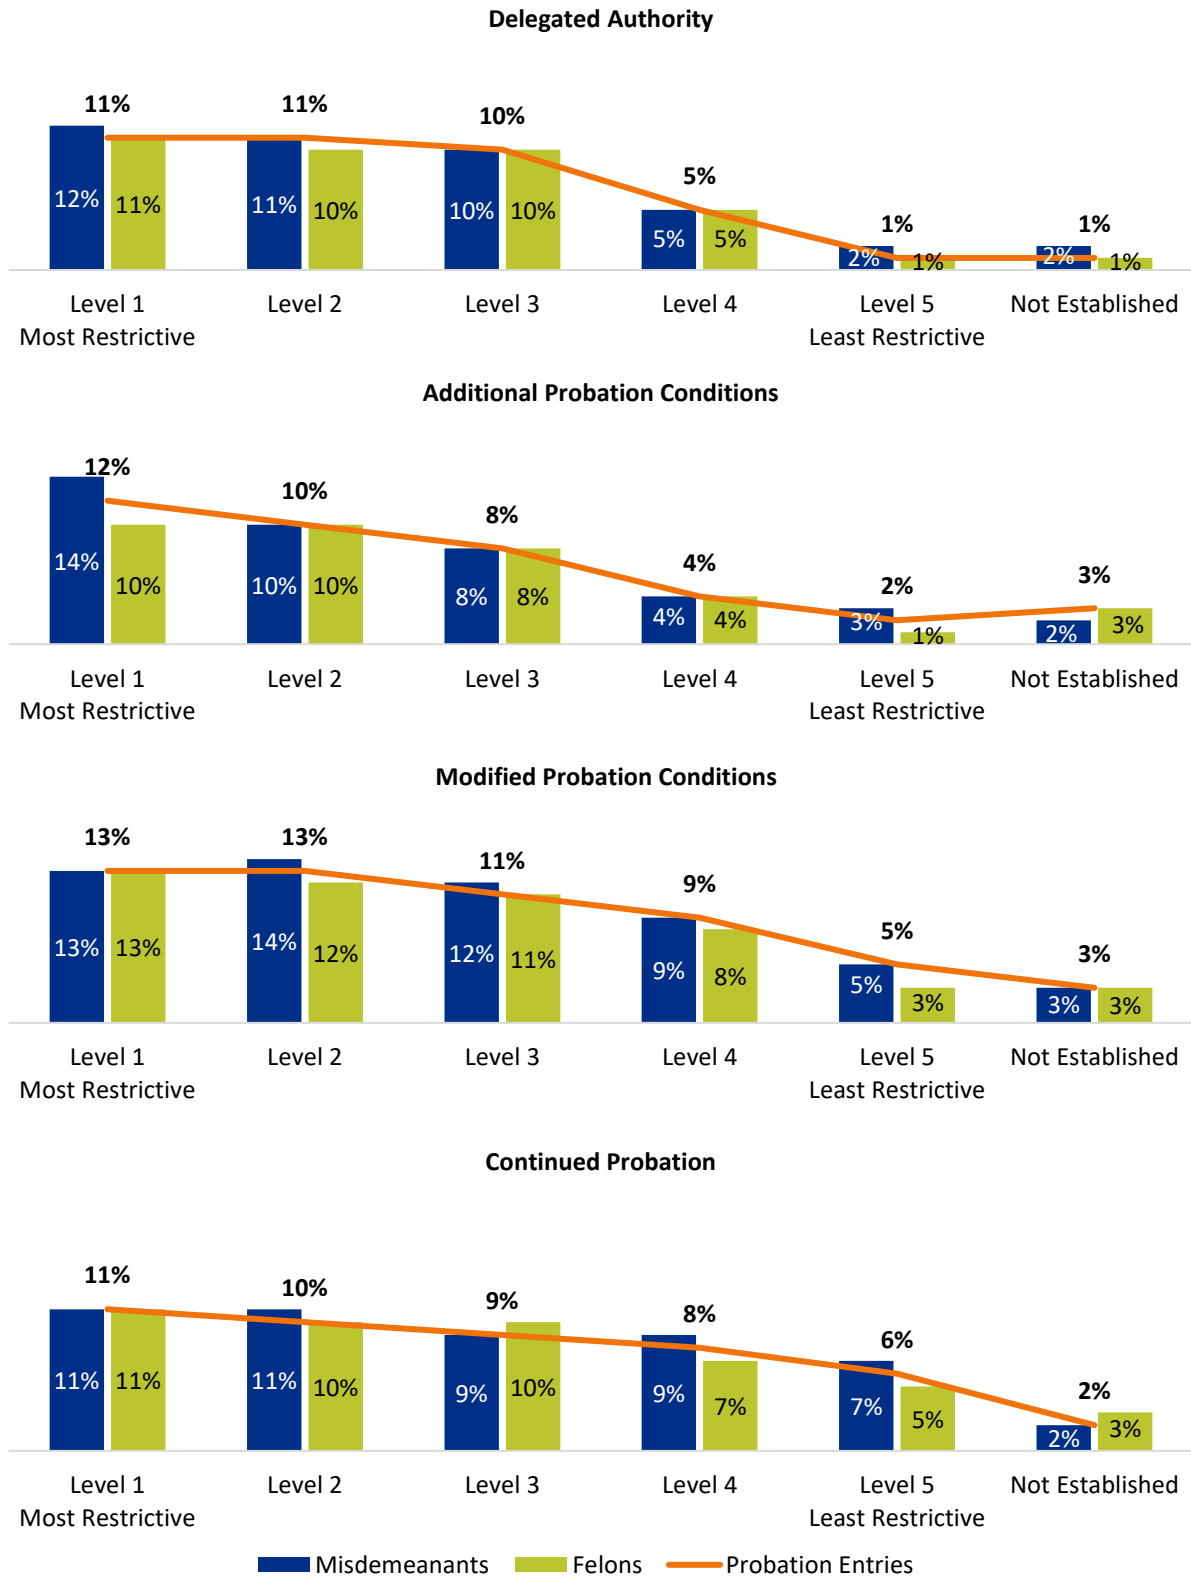 Delegated Authority
11% 11% 10% 5% 1% 1%
12% 11% 11% 10% 10% 10% 5% 5% 2% 1% 2% 1%
Level 1 Level 2 Level 3 Level 4 Level 5 Not Established
Most Restrictive Least Restrictive
Additional Probation Conditions
12% 10% 8% 4% 2% 3%
14% 10% 10% 10% 8% 8% 4% 4% 3% 1% 2% 3%
Level 1 Level 2 Level 3 Level 4 Level 5 Not Established
Most Restrictive Least Restrictive
Modified Probation Conditions
13% 13% 11% 9% 5% 3%
13% 13% 14% 12% 12% 11% 9% 8% 5% 3% 3% 3%
Level 1 Level 2 Level 3 Level 4 Level 5 Not Established
Most Restrictive Least Restrictive
Continued Probation
11% 10% 9% 8% 6% 2%
11% 11% 11% 10% 9% 10% 9% 7% 7% 5% 2% 3%
Level 1 Level 2 Level 3 Level 4 Level 5 Not Established
Most Restrictive Least Restrictive
Misdemeanants Felons Probation Entries